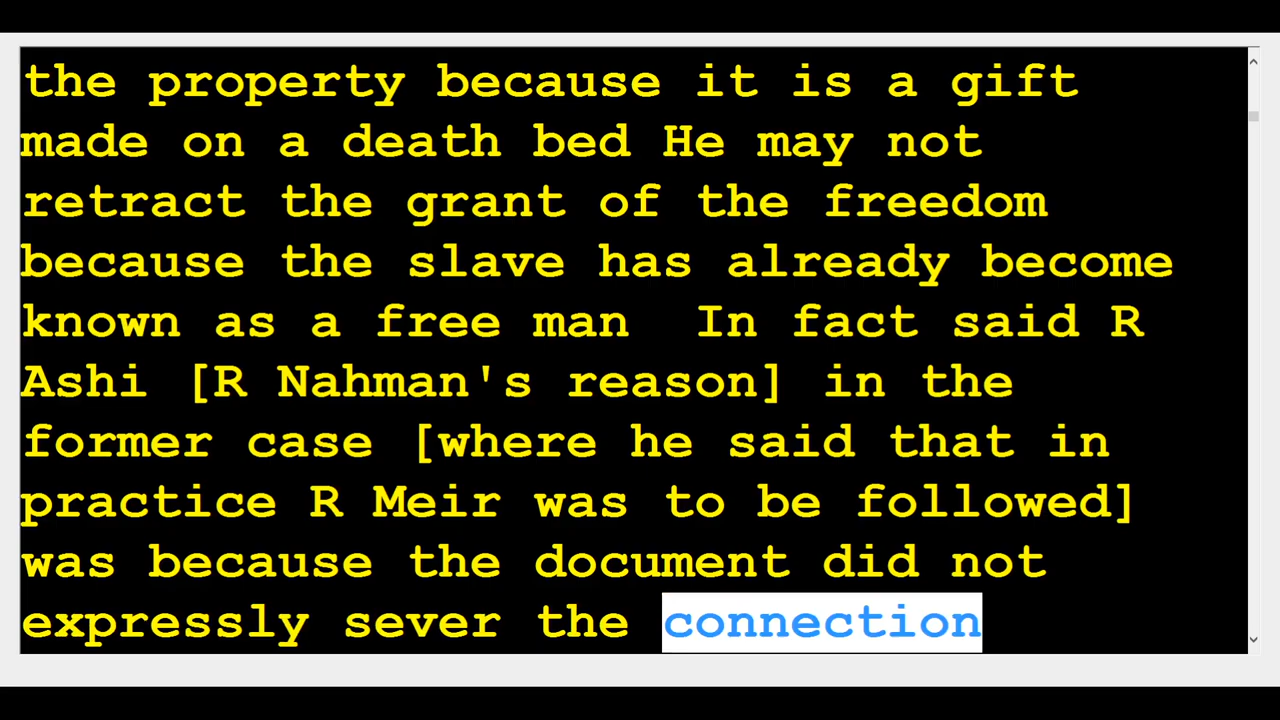 the property because it is a gift
made on a death bed He may not
retract the grant of the freedom
because the slave has already become
known as a free man  In fact said R
Ashi [R Nahman's reason] in the
former case [where he said that in
practice R Meir was to be followed]
was because the document did not
expressly sever the connection